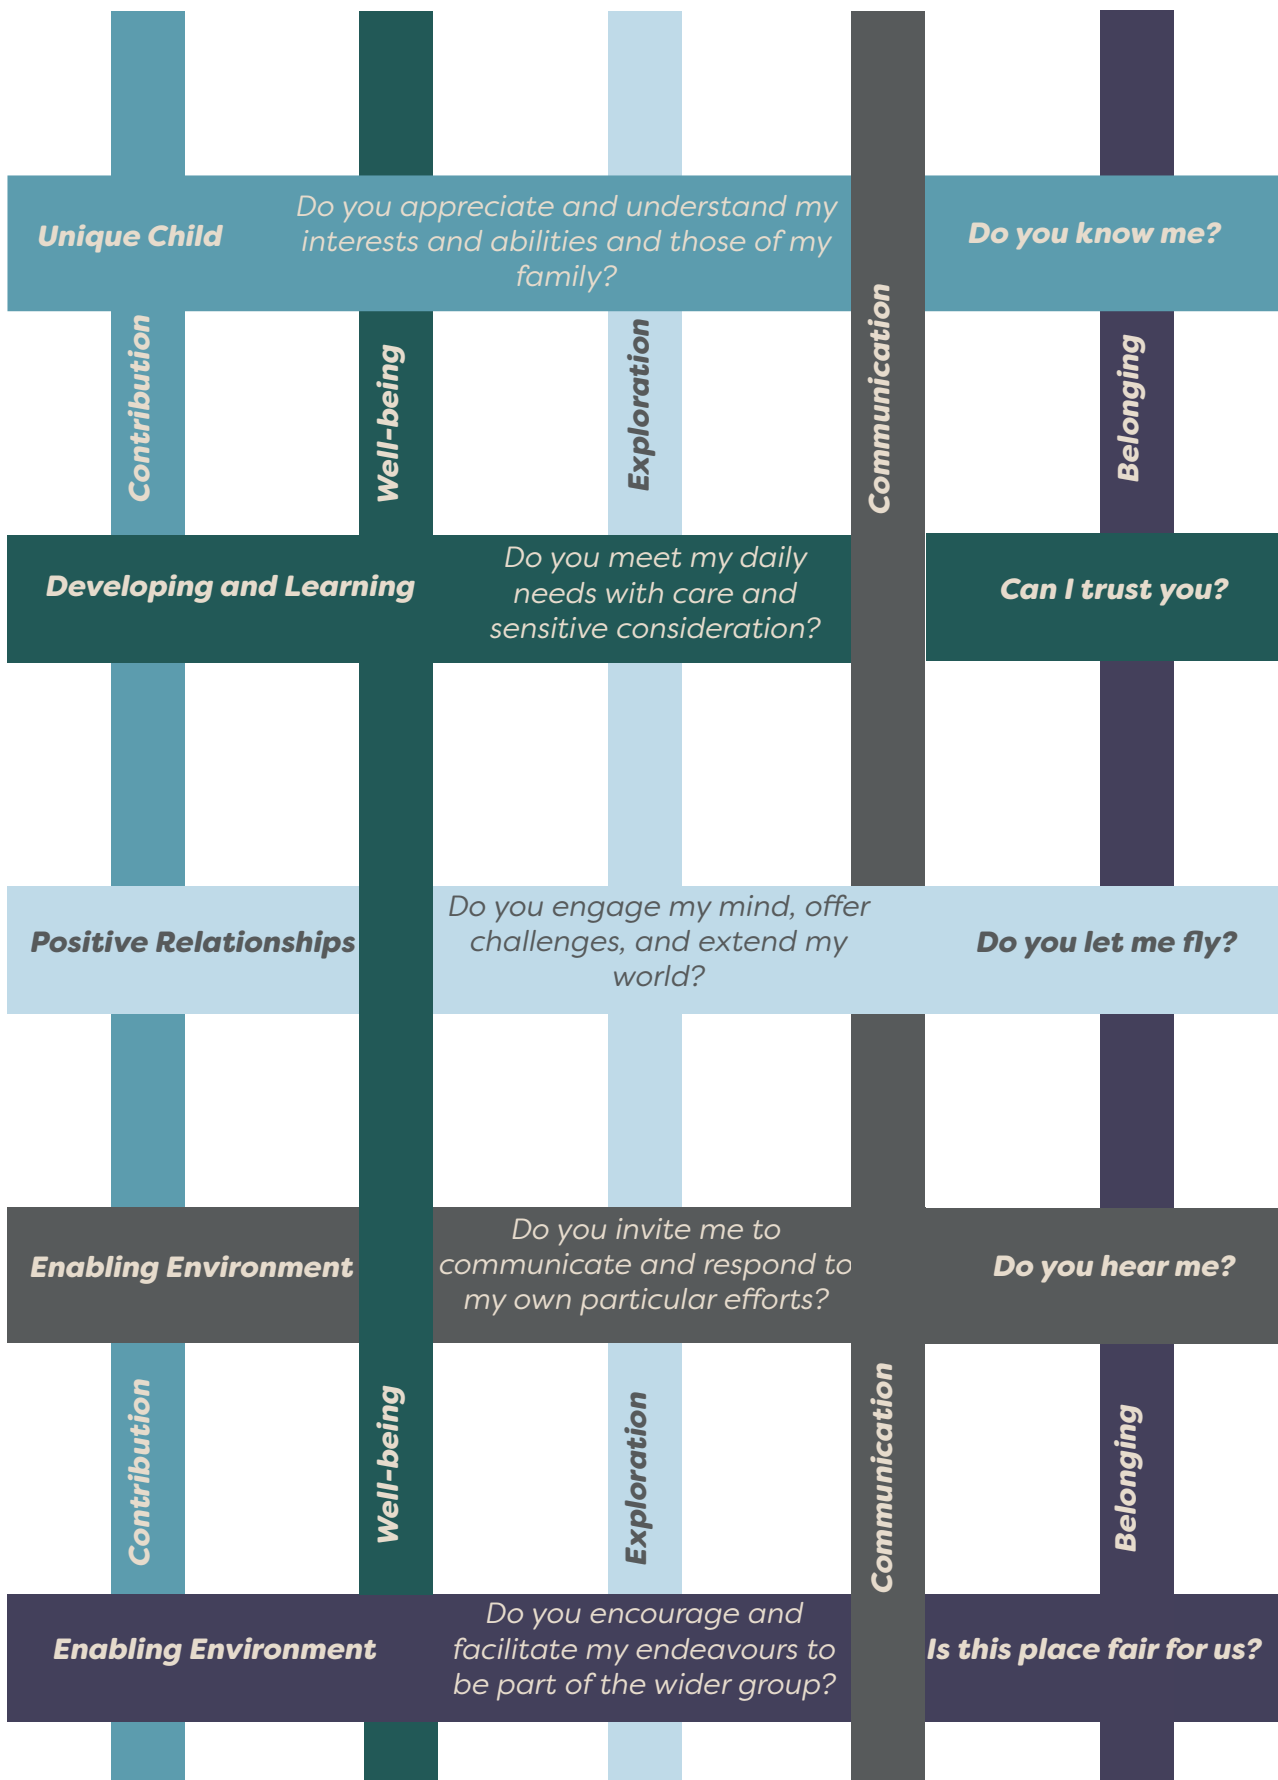 Unique Child
Do you appreciate and understand my
interests and abilities and those of my
family?
Do you know me?
Contribution
Well-being
Exploration
Communication
Belonging
Developing and Learning
Do you meet my daily
needs with care and
sensitive consideration?
Can I trust you?
Positive Relationships
Do you engage my mind, offer
challenges, and extend my
world?
Do you let me fly?
Enabling Environment
Do you invite me to
communicate and respond to
my own particular efforts?
Do you hear me?
Contribution
Well-being
Exploration
Communication
Belonging
Enabling Environment
Do you encourage and
facilitate my endeavours to
be part of the wider group?
Is this place fair for us?